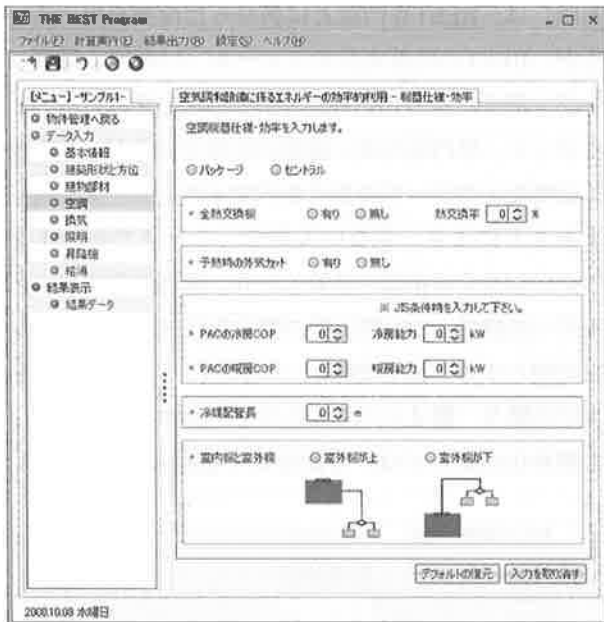 THE BEST Program
ファイル(F) 計算実行(E) 結果出力(R) 設定(S) ヘルプ(H)
[メニュー]-サンプル1-
物件管理へ戻る
データ入力
基本情報
建築形状と方位
建物部材
空調
換気
照明
昇降機
給湯
結果表示
結果データ
空気調和設備に係るエネルギーの効率的利用 - 機器仕様・効率
空調機器仕様・効率を入力します。
パッケージ セントラル
全熱交換機 有り 無し 熱交換率 0 %
予熱時の外気カット 有り 無し
※ JIS条件時を入力して下さい。
PACの冷房COP 0 冷房能力 0 kW
PACの暖房COP 0 暖房能力 0 kW
冷媒配管長 0 m
室内機と室外機 室外機が上 室外機が下
デフォルトの復元 入力を取り消す
水曜日